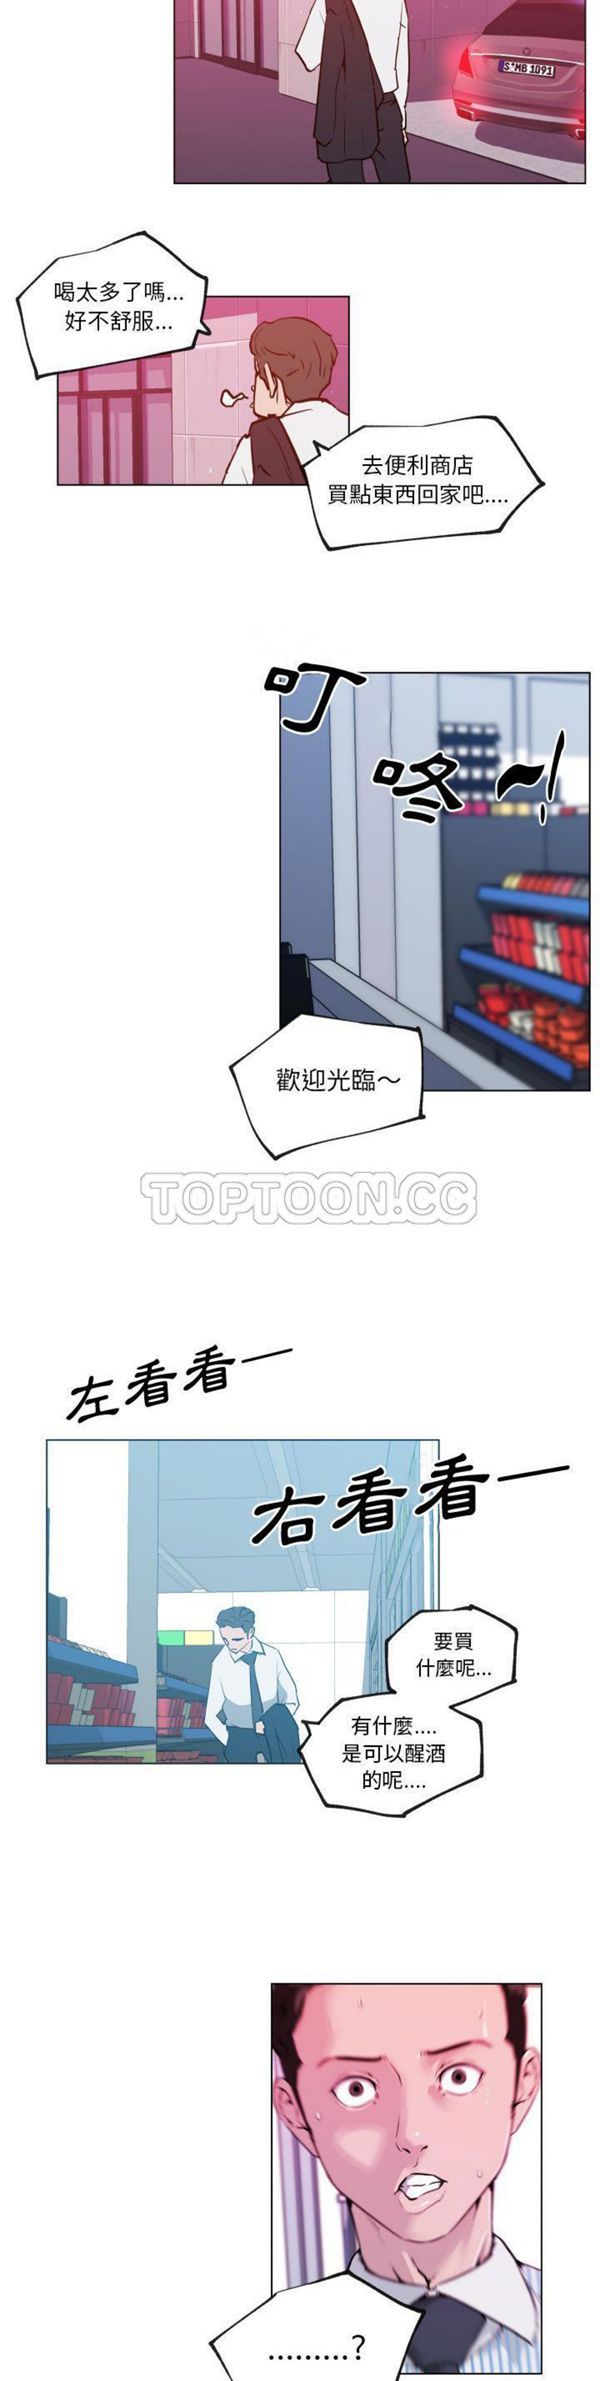 S·MB 1091
喝太多了嗎...
好不舒服...
去便利商店
買點東西回家吧....
叮
咚~!
歡迎光臨～
TOPTOON.CC
左看看一
右看看一
要買
什麼呢...
有什麼....
是可以醒酒
的呢....
.........?